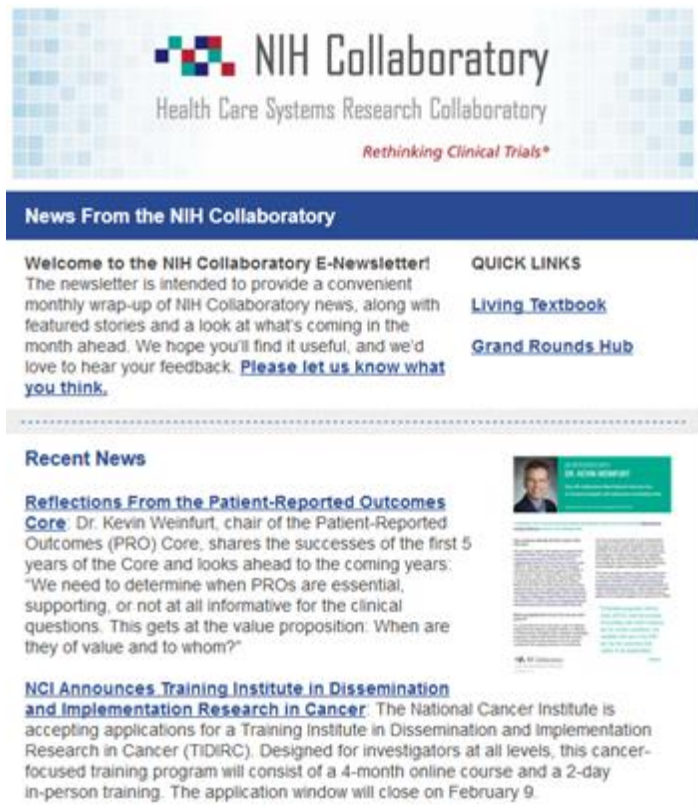 NIH Collaboratory
Health Care Systems Research Collaboratory
Rethinking Clinical Trials®
News From the NIH Collaboratory
Welcome to the NIH Collaboratory E-Newsletter!
The newsletter is intended to provide a convenient
monthly wrap-up of NIH Collaboratory news, along with
featured stories and a look at what's coming in the
month ahead. We hope you'll find it useful, and we'd
love to hear your feedback. Please let us know what
you think.
QUICK LINKS
Living Textbook
Grand Rounds Hub
Recent News
Reflections From the Patient-Reported Outcomes
Core: Dr. Kevin Weinfurt, chair of the Patient-Reported
Outcomes (PRO) Core, shares the successes of the first 5
years of the Core and looks ahead to the coming years:
"We need to determine when PROs are essential,
supporting, or not at all informative for the clinical
questions. This gets at the value proposition: When are
they of value and to whom?"
DR. KEVIN WEINFURT
NIH Collaboratory
NCI Announces Training Institute in Dissemination
and Implementation Research in Cancer: The National Cancer Institute is
accepting applications for a Training Institute in Dissemination and Implementation
Research in Cancer (TIDIRC). Designed for investigators at all levels, this cancer-
focused training program will consist of a 4-month online course and a 2-day
in-person training. The application window will close on February 9.